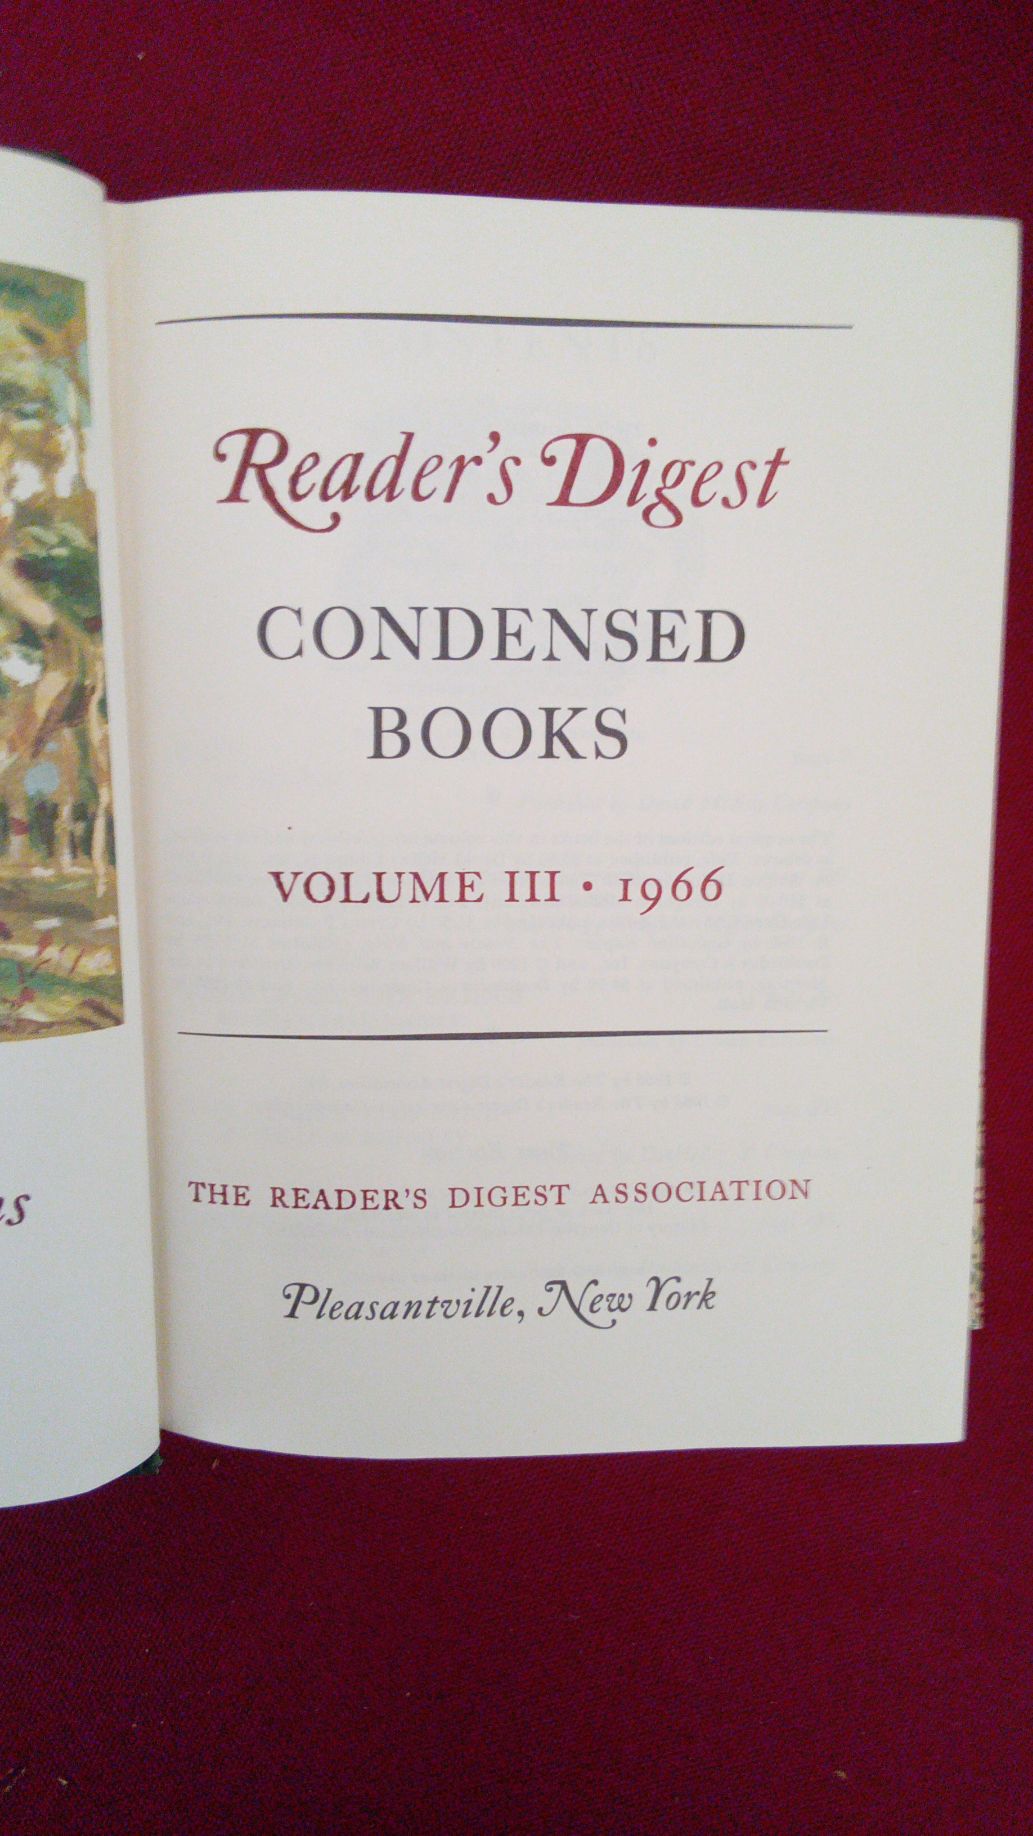 Reader's Digest
CONDENSED
BOOKS
VOLUME III • 1966
THE READER'S DIGEST ASSOCIATION
Pleasantville, New York